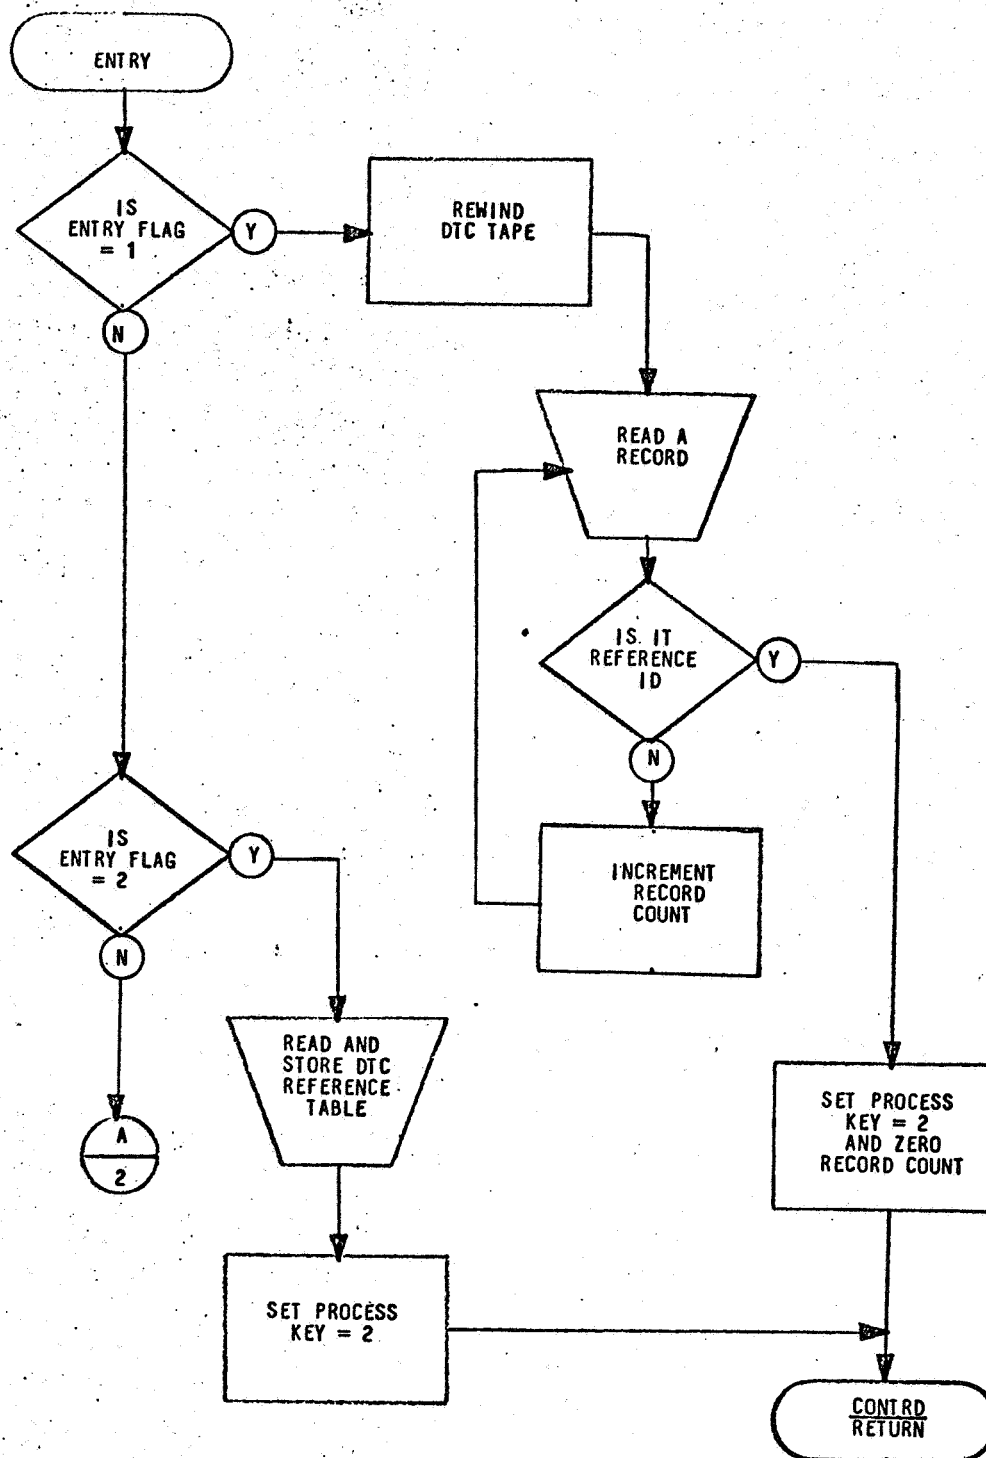 ENTRY
IS
ENTRY FLAG
= 1
Y
N
REWIND
DTC TAPE
READ A
RECORD
IS IT
REFERENCE
ID
Y
N
INCREMENT
RECORD
COUNT
IS
ENTRY FLAG
= 2
Y
N
A
2
READ AND
STORE DTC
REFERENCE
TABLE
SET PROCESS
KEY = 2
SET PROCESS
KEY = 2
AND ZERO
RECORD COUNT
CONTRD
RETURN